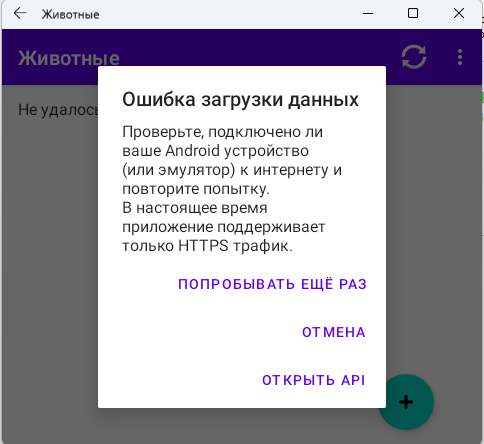 Животные
Животные
Не удалось
Ошибка загрузки данных
Проверьте, подключено ли
ваше Android устройство
(или эмулятор) к интернету и
повторите попытку.
В настоящее время
приложение поддерживает
только HTTPS трафик.
ПОПРОБЫВАТЬ ЕЩЁ РАЗ
ОТМЕНА
ОТКРЫТЬ API